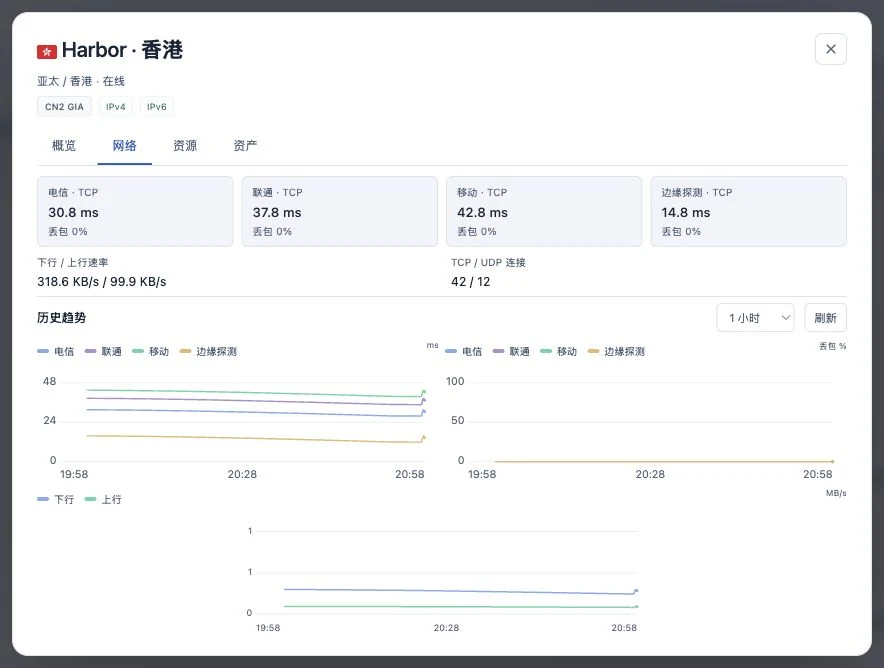 Harbor · 香港
亚太 / 香港 · 在线
CN2 GIA IPv4 IPv6
概览 网络 资源 资产
电信 · TCP
30.8 ms
丢包 0%
联通 · TCP
37.8 ms
丢包 0%
移动 · TCP
42.8 ms
丢包 0%
边缘探测 · TCP
14.8 ms
丢包 0%
下行 / 上行速率
318.6 KB/s / 99.9 KB/s
TCP / UDP 连接
42 / 12
历史趋势
1 小时
刷新
电信 联通 移动 边缘探测
ms
48
24
0
19:58 20:28 20:58
电信 联通 移动 边缘探测
丢包 %
100
50
0
19:58 20:28 20:58
下行 上行
MB/s
1
1
0
19:58 20:28 20:58